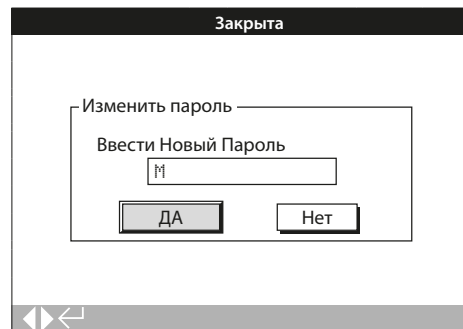 Закрыта
Изменить пароль
Ввести Новый Пароль
M
ДА
Нет